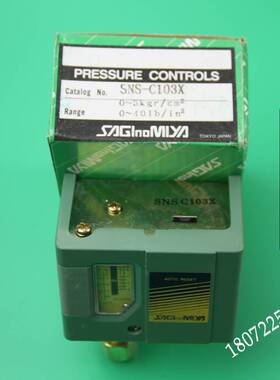 PRESSURE CONTROLS
Catalog No. SNS-C103X
Range 0~3kgf/cm²
0~40lb/in²
SAGInoMIYA
TOKYO JAPAN
SNS C103X
AUTO RESET
SAGInoMIYA
1807225